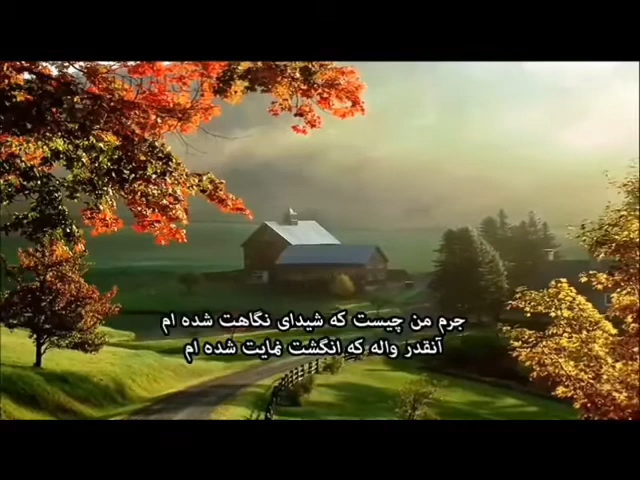 جرم من چیست که شیدای نگاهت شده ام
آنقدر واله که انگشت نمایت شده ام